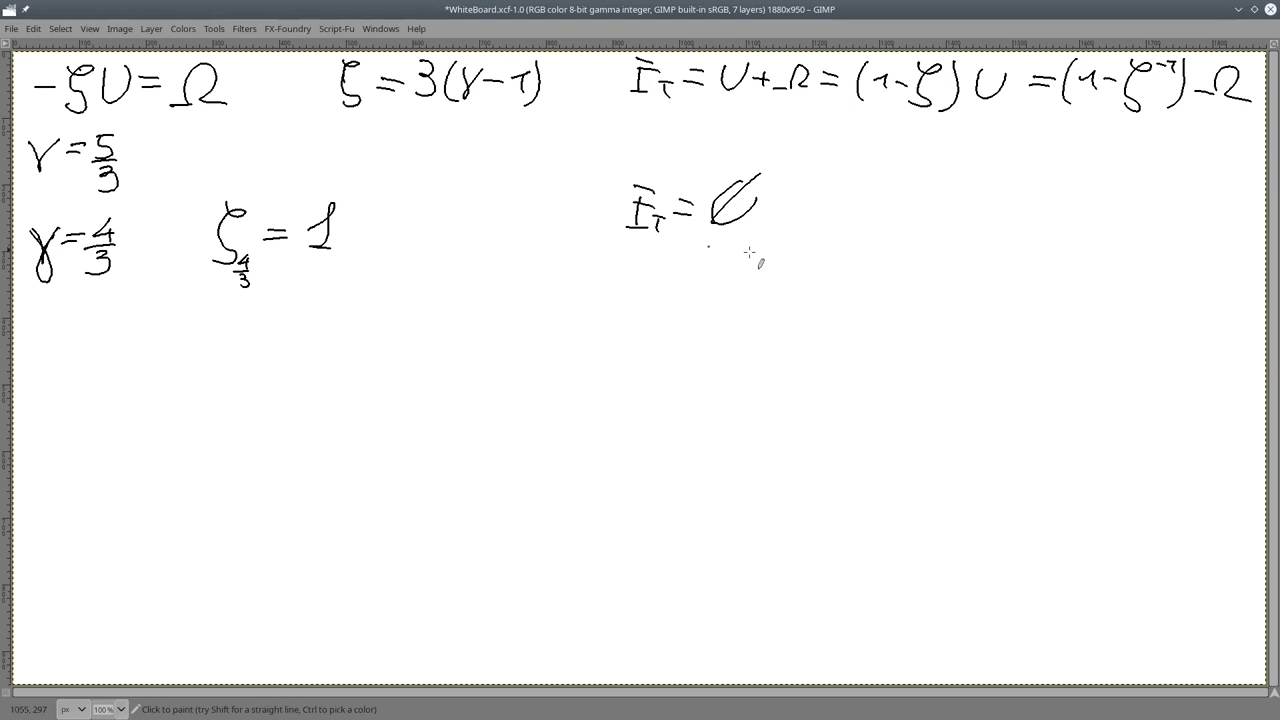 *WhiteBoard.xcf-1.0 (RGB color 8-bit gamma integer, GIMP built-in sRGB, 7 layers) 1880x950 – GIMP
File Edit Select View Image Layer Colors Tools Filters FX-Foundry Script-Fu Windows Help
-ζU = Ω ζ = 3(γ-1) E_T = U+Ω = (1-ζ) U = (1-ζ^-1) Ω
γ = 5/3
γ = 4/3 ζ_4/3 = 1 E_T = 0
1055, 297 px 100% Click to paint (try Shift for a straight line, Ctrl to pick a color)